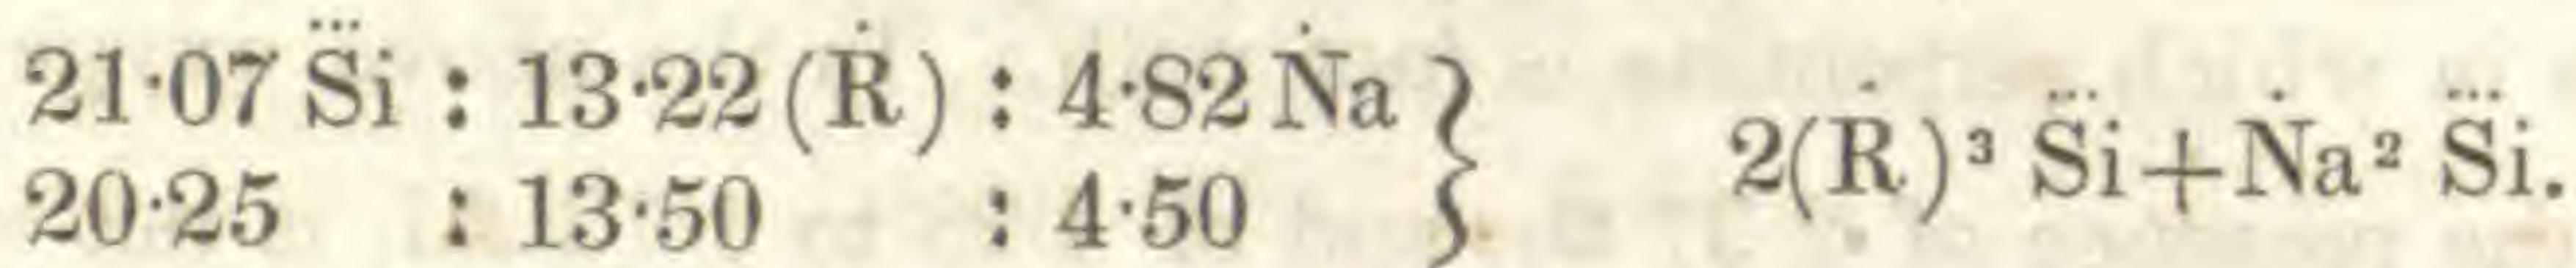 21·07 S⃛i : 13·22 (Ṙ) : 4·82 Ṅa } 2(Ṙ)³ S⃛i+Ṅa² S⃛i.
20·25 : 13·50 : 4·50